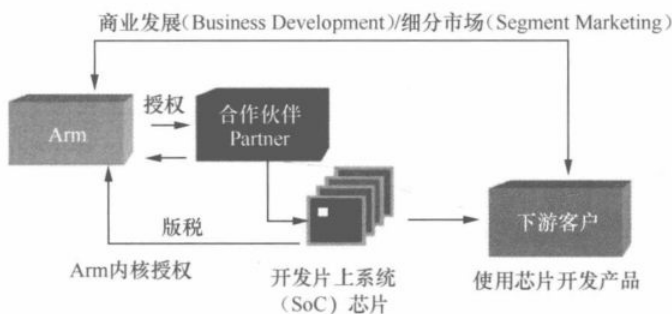 商业发展(Business Development)/细分市场(Segment Marketing)
授权
合作伙伴
Partner
Arm
版税
下游客户
Arm内核授权
开发片上系统
(SoC) 芯片
使用芯片开发产品